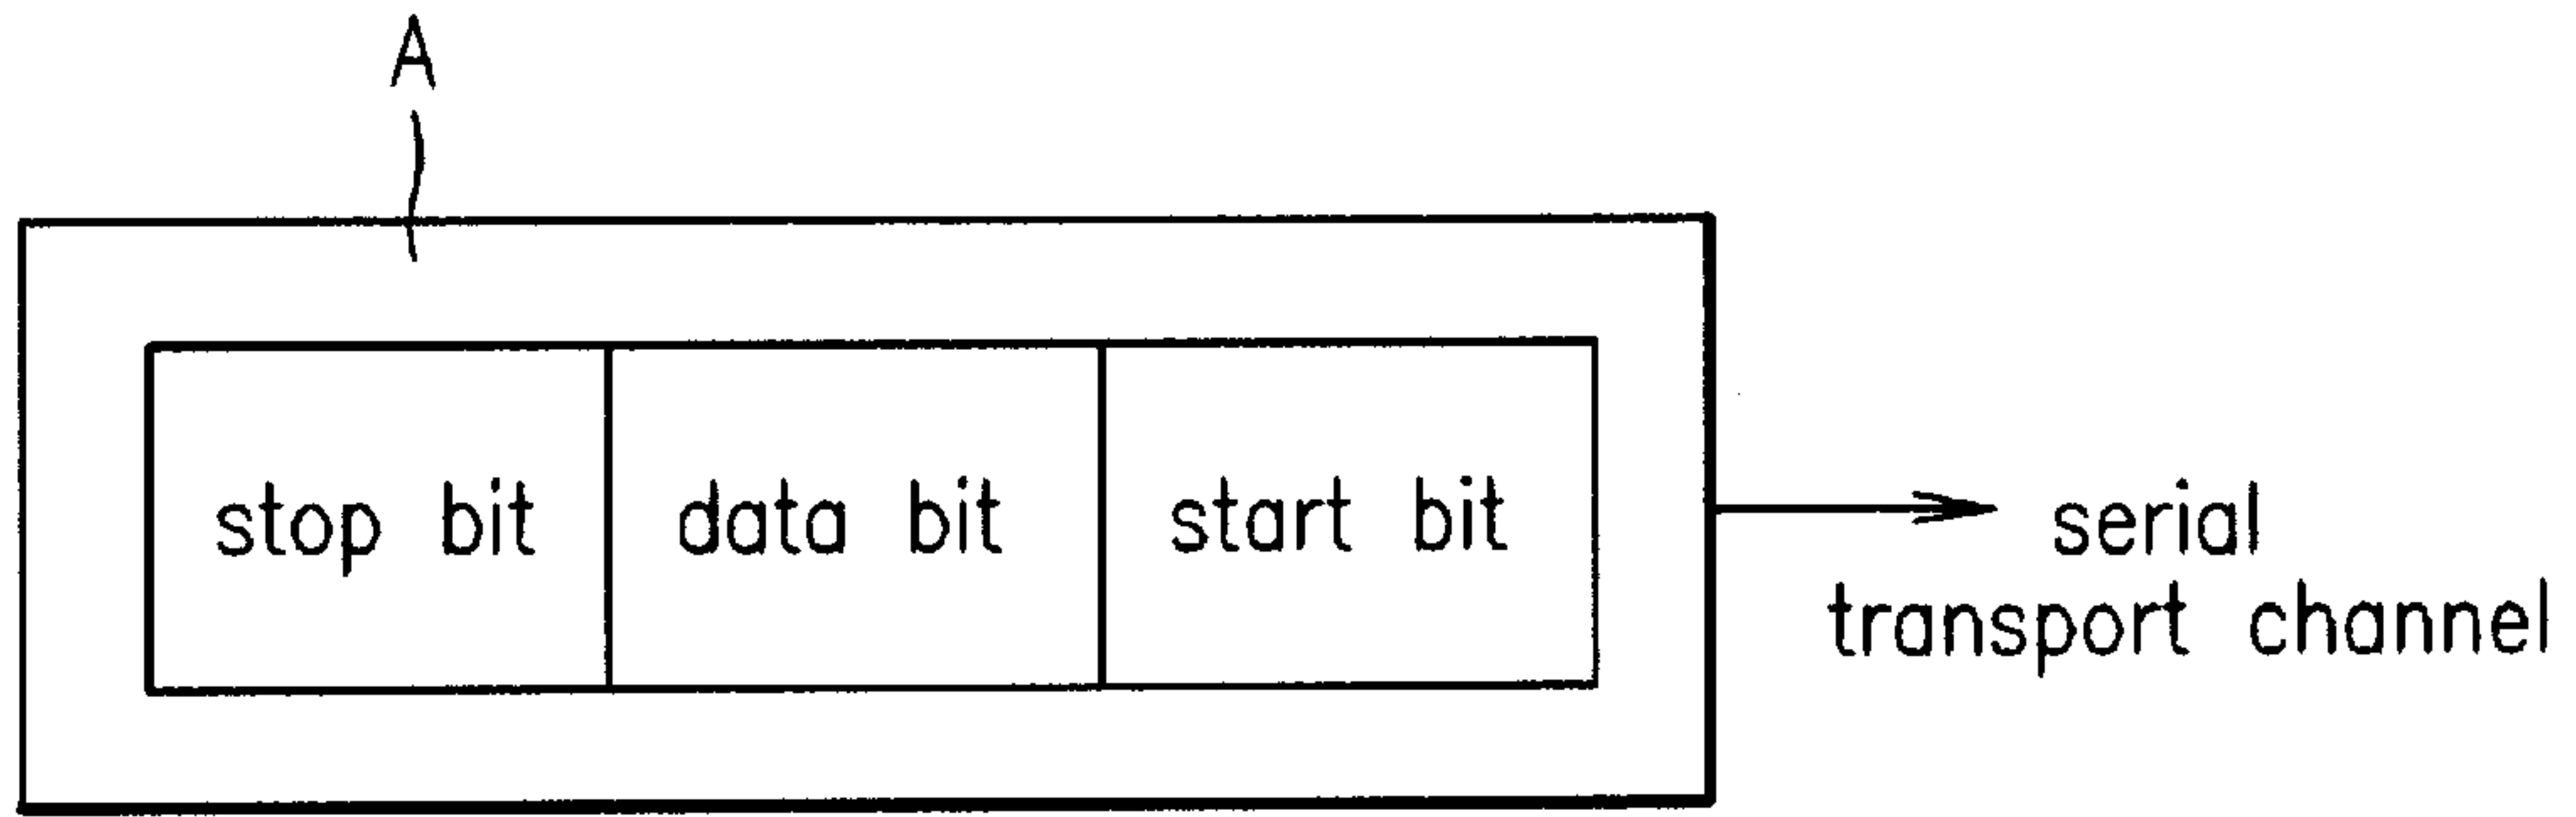 A
stop bit
data bit
start bit
serial
transport channel